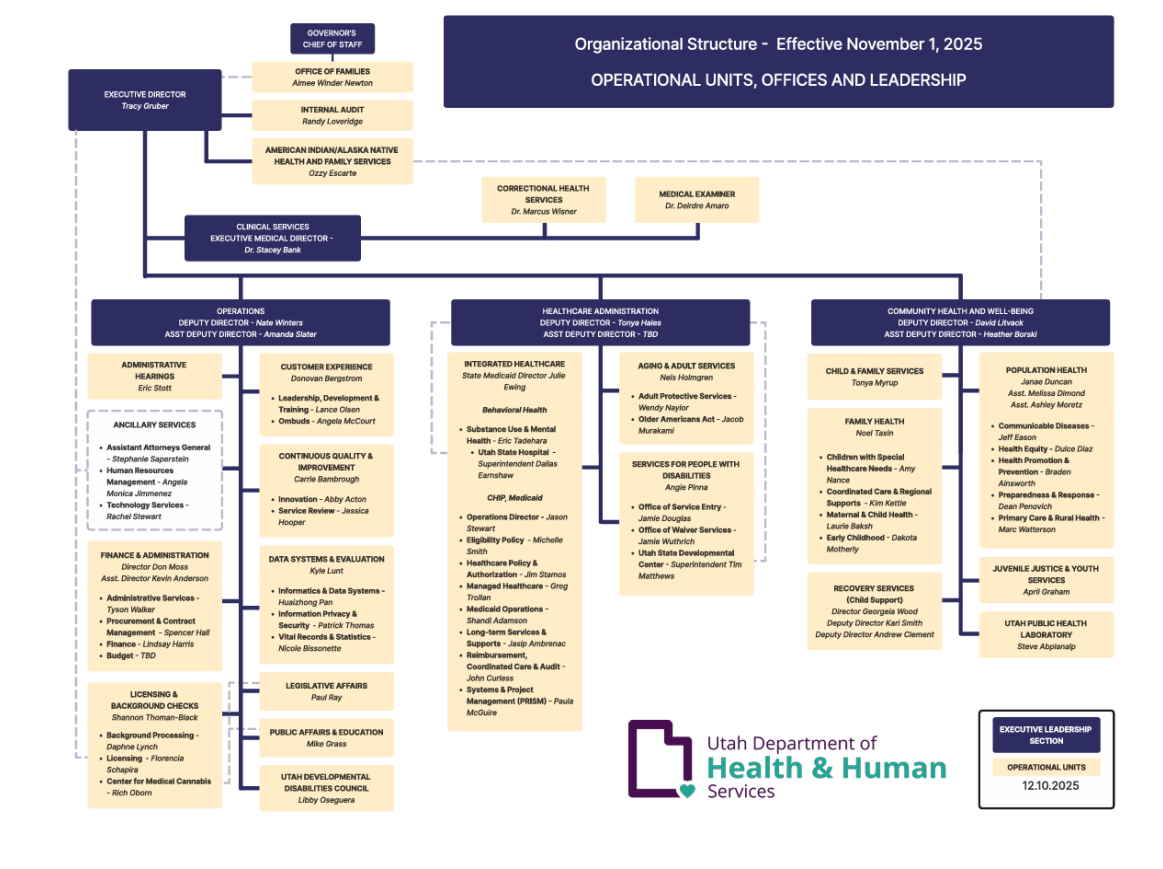 GOVERNOR'S
CHIEF OF STAFF
Organizational Structure - Effective November 1, 2025
OPERATIONAL UNITS, OFFICES AND LEADERSHIP
EXECUTIVE DIRECTOR
Tracy Gruber
OFFICE OF FAMILIES
Aimee Winder Newton
INTERNAL AUDIT
Randy Loveridge
AMERICAN INDIAN/ALASKA NATIVE
HEALTH AND FAMILY SERVICES
Ozzy Escarte
CORRECTIONAL HEALTH
SERVICES
Dr. Marcus Wisner
MEDICAL EXAMINER
Dr. Deirdre Amaro
CLINICAL SERVICES
EXECUTIVE MEDICAL DIRECTOR -
Dr. Stacey Bank
OPERATIONS
DEPUTY DIRECTOR - Nate Winters
ASST DEPUTY DIRECTOR - Amanda Slater
ADMINISTRATIVE
HEARINGS
Eric Stott
ANCILLARY SERVICES
• Assistant Attorneys General
- Stephanie Saperstein
• Human Resources
Management - Angela
Monica Jimmenez
• Technology Services -
Rachel Stewart
FINANCE & ADMINISTRATION
Director Don Moss
Asst. Director Kevin Anderson
• Administrative Services -
Tyson Walker
• Procurement & Contract
Management - Spencer Hall
• Finance - Lindsay Harris
• Budget - TBD
LICENSING &
BACKGROUND CHECKS
Shannon Thoman-Black
• Background Processing -
Daphne Lynch
• Licensing - Florencia
Schapira
• Center for Medical Cannabis
- Rich Oborn
CUSTOMER EXPERIENCE
Donovan Bergstrom
• Leadership, Development &
Training - Lance Olsen
• Ombuds - Angela McCourt
CONTINUOUS QUALITY &
IMPROVEMENT
Carrie Bambrough
• Innovation - Abby Acton
• Service Review - Jessica
Hooper
DATA SYSTEMS & EVALUATION
Kyle Lunt
• Informatics & Data Systems -
Huaizhong Pan
• Information Privacy &
Security - Patrick Thomas
• Vital Records & Statistics -
Nicole Bissonette
LEGISLATIVE AFFAIRS
Paul Ray
PUBLIC AFFAIRS & EDUCATION
Mike Grass
UTAH DEVELOPMENTAL
DISABILITIES COUNCIL
Libby Oseguera
HEALTHCARE ADMINISTRATION
DEPUTY DIRECTOR - Tonya Hales
ASST DEPUTY DIRECTOR - TBD
INTEGRATED HEALTHCARE
State Medicaid Director Julie
Ewing
Behavioral Health
• Substance Use & Mental
Health - Eric Tadehara
• Utah State Hospital -
Superintendent Dallas
Earnshaw
CHIP, Medicaid
• Operations Director - Jason
Stewart
• Eligibility Policy - Michelle
Smith
• Healthcare Policy &
Authorization - Jim Stamos
• Managed Healthcare - Greg
Trollan
• Medicaid Operations -
Shandi Adamson
• Long-term Services &
Supports - Jasip Ambrenac
• Reimbursement,
Coordinated Care & Audit -
John Curless
• Systems & Project
Management (PRISM) - Paula
McGuire
AGING & ADULT SERVICES
Nels Holmgren
• Adult Protective Services -
Wendy Naylor
• Older Americans Act - Jacob
Murakami
SERVICES FOR PEOPLE WITH
DISABILITIES
Angie Pinna
• Office of Service Entry -
Jamie Douglas
• Office of Waiver Services -
Jamie Wuthrich
• Utah State Developmental
Center - Superintendent Tim
Matthews
COMMUNITY HEALTH AND WELL-BEING
DEPUTY DIRECTOR - David Litvack
ASST DEPUTY DIRECTOR - Heather Borski
CHILD & FAMILY SERVICES
Tonya Myrup
FAMILY HEALTH
Noel Taxin
• Children with Special
Healthcare Needs - Amy
Nance
• Coordinated Care & Regional
Supports - Kim Kettle
• Maternal & Child Health -
Laurie Baksh
• Early Childhood - Dakota
Motherly
RECOVERY SERVICES
(Child Support)
Director Georgeia Wood
Deputy Director Kari Smith
Deputy Director Andrew Clement
POPULATION HEALTH
Janae Duncan
Asst. Melissa Dimond
Asst. Ashley Moretz
• Communicable Diseases -
Jeff Eason
• Health Equity - Dulce Diaz
• Health Promotion &
Prevention - Braden
Ainsworth
• Preparedness & Response -
Dean Penovich
• Primary Care & Rural Health -
Marc Watterson
JUVENILE JUSTICE & YOUTH
SERVICES
April Graham
UTAH PUBLIC HEALTH
LABORATORY
Steve Abplanalp
Utah Department of
Health & Human
Services
EXECUTIVE LEADERSHIP
SECTION
OPERATIONAL UNITS
12.10.2025